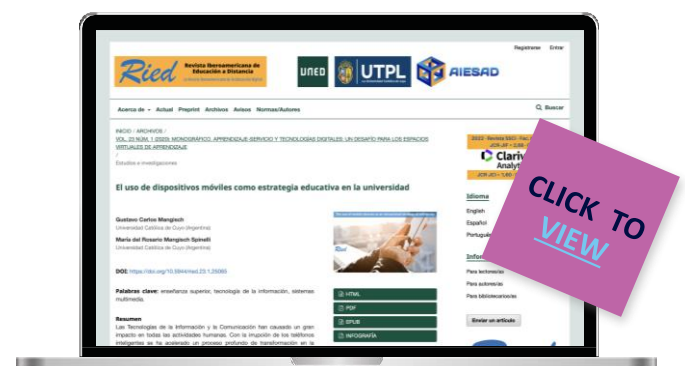 Registrarse Entrar
Ried Revista Iberoamericana de
Educación a Distancia
UNED
UTPL
AIESAD
Acerca de Actual Preprint Archivos Avisos Normas/Autores
Buscar
INICIO / ARCHIVOS /
VOL. 23 NÚM. 1 (2020): MONOGRÁFICO: APRENDIZAJE-SERVICIO Y TECNOLOGÍAS DIGITALES: UN DESAFÍO PARA LOS ESPACIOS
VIRTUALES DE APRENDIZAJE
/
Estudios e investigaciones
El uso de dispositivos móviles como estrategia educativa en la universidad
Gustavo Carlos Mangisch
Universidad Católica de Cuyo (Argentina)
María del Rosario Mangisch Spinelli
Universidad Católica de Cuyo (Argentina)
DOI: https://doi.org/10.5944/ried.23.1.25065
Palabras clave: enseñanza superior; tecnología de la información; sistemas
multimedia.
Resumen
Las Tecnologías de la Información y la Comunicación han causado un gran
impacto en todas las actividades humanas. Con la irrupción de los teléfonos
inteligentes se ha acelerado un proceso profundo de transformación en la
Ried
HTML
PDF
EPUB
INFOGRAFÍA
Clariv
Analyt
Idioma
English
Español
Portugu
Infor
Para lectores/as
Para autores/as
Para bibliotecarios/as
Enviar un artículo
CLICK TO
VIEW